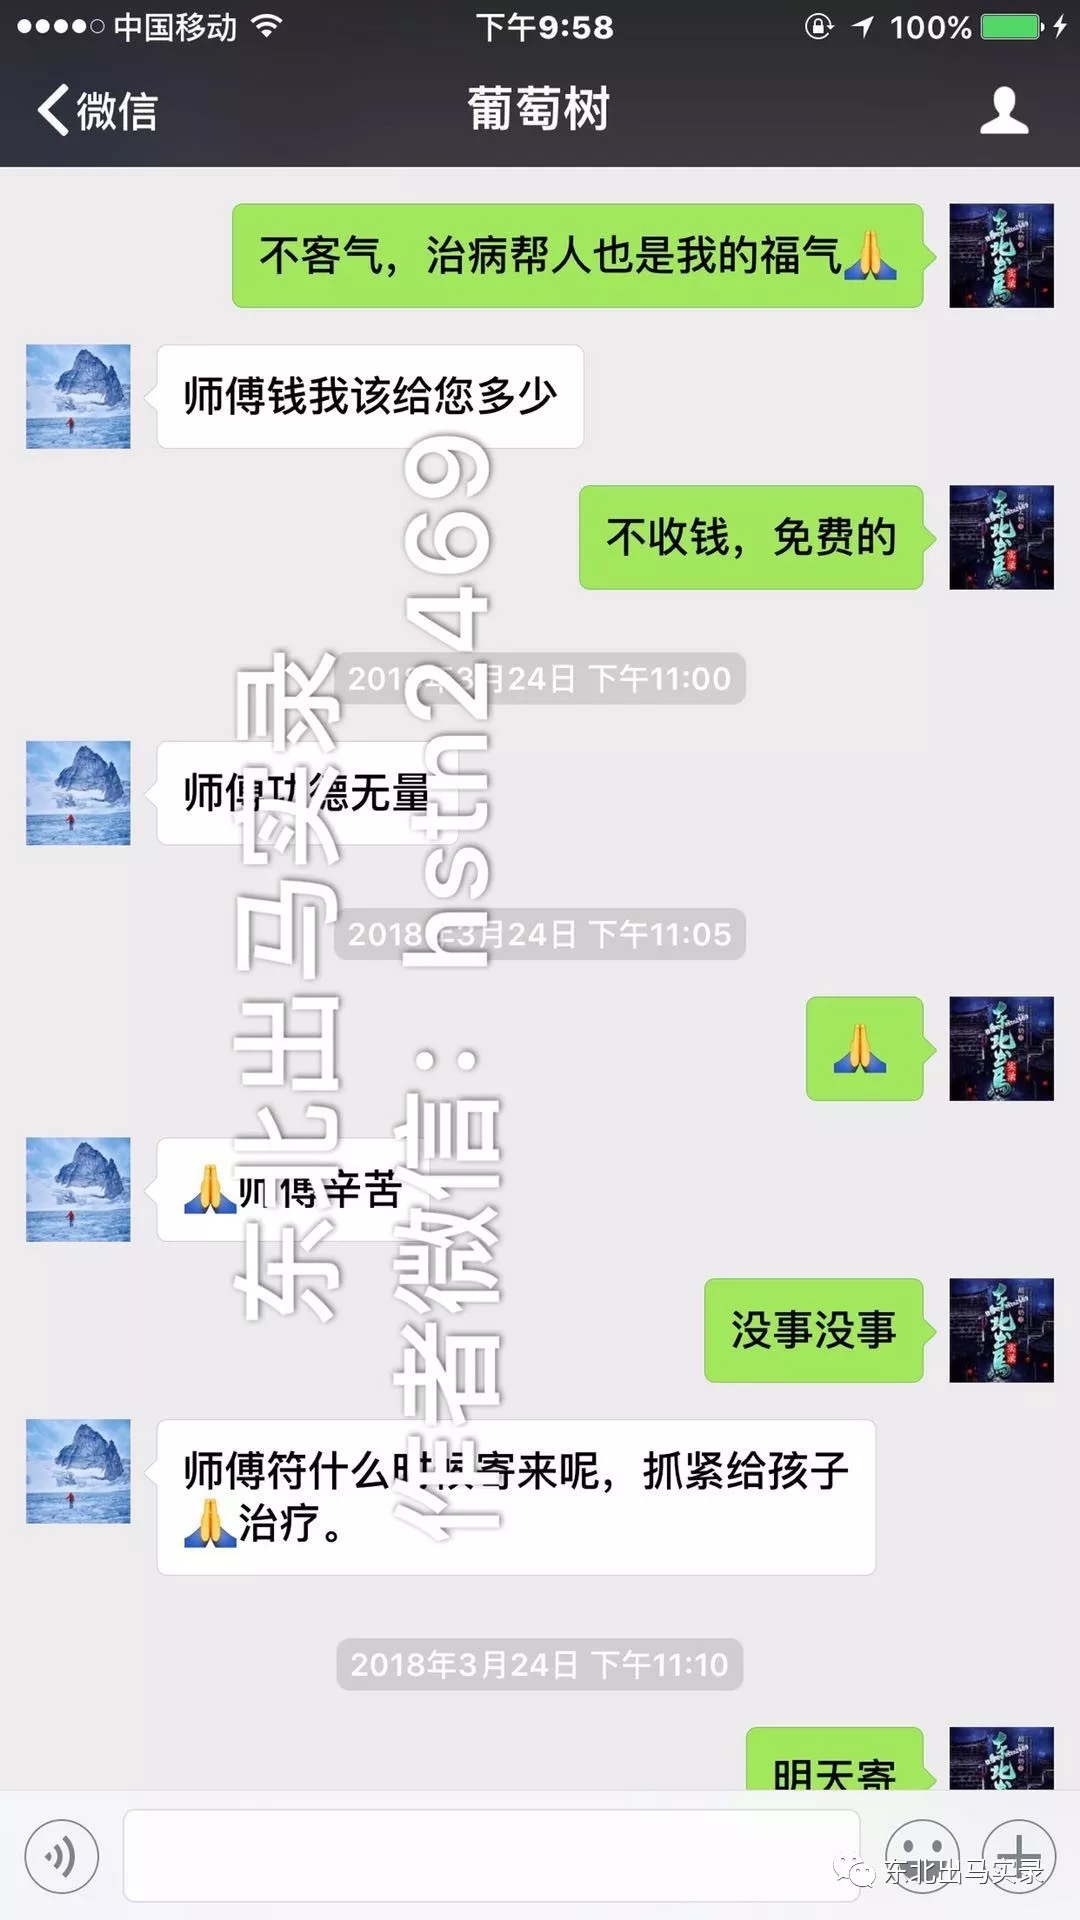 中国移动
下午9:58
100%
微信
葡萄树
不客气，治病帮人也是我的福气🙏
师傅钱我该给您多少
不收钱，免费的
2018年3月24日 下午11:00
师傅功德无量
2018年3月24日 下午11:05
🙏
🙏师傅辛苦
没事没事
师傅符什么时候寄来呢，抓紧给孩子
🙏治疗。
2018年3月24日 下午11:10
明天寄
东北出马实录
作者微信：hstn2469
东北出马实录